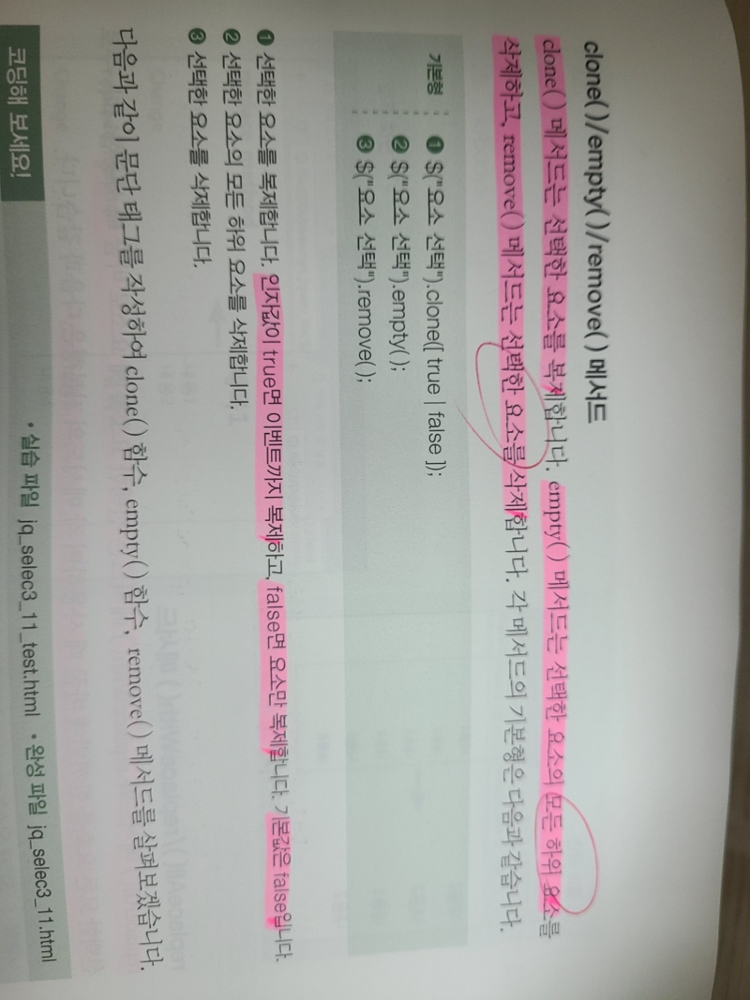 clone()/empty()/remove() 메서드
clone() 메서드는 선택한 요소를 복제합니다. empty() 메서드는 선택한 요소의 모든 하위 요소를
삭제하고, remove() 메서드는 선택한 요소를 삭제합니다. 각 메서드의 기본형은 다음과 같습니다.
기본형 ❶ $("요소 선택").clone([ true | false ]);
❷ $("요소 선택").empty();
❸ $("요소 선택").remove();
❶ 선택한 요소를 복제합니다. 인자값이 true면 이벤트까지 복제하고, false면 요소만 복제합니다. 기본값은 false입니다.
❷ 선택한 요소의 모든 하위 요소를 삭제합니다.
❸ 선택한 요소를 삭제합니다.
다음과 같이 문단 태그를 작성하여 clone() 함수, empty() 함수, remove() 메서드를 살펴보겠습니다.
코딩해 보세요! • 실습 파일 jq_selec3_11_test.html • 완성 파일 jq_selec3_11.html